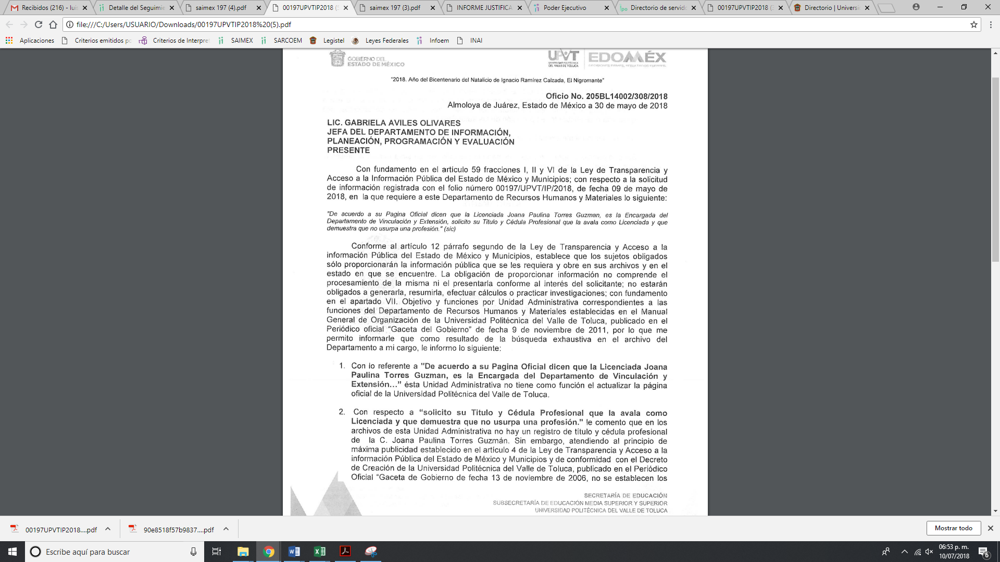 Recibidos (216) - luis
Detalle del Seguimie
saimex 197 (4).pdf
00197UPVTIP2018 (5
saimex 197 (3).pdf
INFORME JUSTIFICA
Poder Ejecutivo
Directorio de servido
00197UPVTIP2018 (
Directorio | Universi
file:///C:/Users/USUARIO/Downloads/00197UPVTIP2018%20(5).pdf
Aplicaciones
Criterios emitidos po
Criterios de Interpret
SAIMEX
SARCOEM
Legistel
Leyes Federales
Infoem
INAI
GOBIERNO DEL
ESTADO DE MÉXICO
UPVT
UNIVERSIDAD POLITÉCNICA
DEL VALLE DE TOLUCA
EDOMÉX
DECISIONES FIRMES, RESULTADOS FUERTES.
"2018. Año del Bicentenario del Natalicio de Ignacio Ramírez Calzada, El Nigromante"
Oficio No. 205BL14002/308/2018
Almoloya de Juárez, Estado de México a 30 de mayo de 2018
LIC. GABRIELA AVILES OLIVARES
JEFA DEL DEPARTAMENTO DE INFORMACIÓN,
PLANEACIÓN, PROGRAMACIÓN Y EVALUACIÓN
PRESENTE
Con fundamento en el artículo 59 fracciones I, II y VI de la Ley de Transparencia y
Acceso a la Información Pública del Estado de México y Municipios; con respecto a la solicitud
de información registrada con el folio número 00197/UPVT/IP/2018, de fecha 09 de mayo de
2018, en la que requiere a este Departamento de Recursos Humanos y Materiales lo siguiente:
"De acuerdo a su Pagina Oficial dicen que la Licenciada Joana Paulina Torres Guzman, es la Encargada del
Departamento de Vinculación y Extensión, solicito su Titulo y Cédula Profesional que la avala como Licenciada y que
demuestra que no usurpa una profesión." (sic)
Conforme al artículo 12 párrafo segundo de la Ley de Transparencia y Acceso a la
información Pública del Estado de México y Municipios, establece que los sujetos obligados
sólo proporcionarán la información pública que se les requiera y obre en sus archivos y en el
estado en que se encuentre. La obligación de proporcionar información no comprende el
procesamiento de la misma ni el presentarla conforme al interés del solicitante; no estarán
obligados a generarla, resumirla, efectuar cálculos o practicar investigaciones; con fundamento
en el apartado VII. Objetivo y funciones por Unidad Administrativa correspondientes a las
funciones del Departamento de Recursos Humanos y Materiales establecidas en el Manual
General de Organización de la Universidad Politécnica del Valle de Toluca, publicado en el
Periódico oficial "Gaceta del Gobierno" de fecha 9 de noviembre de 2011, por lo que me
permito informarle que como resultado de la búsqueda exhaustiva en el archivo del
Departamento a mi cargo, le informo lo siguiente:
1. Con lo referente a "De acuerdo a su Pagina Oficial dicen que la Licenciada Joana
Paulina Torres Guzman, es la Encargada del Departamento de Vinculación y
Extensión..." ésta Unidad Administrativa no tiene como función el actualizar la página
oficial de la Universidad Politécnica del Valle de Toluca.
2. Con respecto a "solicito su Titulo y Cédula Profesional que la avala como
Licenciada y que demuestra que no usurpa una profesión." le comento que en los
archivos de esta Unidad Administrativa no hay un registro de título y cédula profesional
de la C. Joana Paulina Torres Guzmán. Sin embargo, atendiendo al principio de
máxima publicidad establecido en el artículo 4 de la Ley de Transparencia y Acceso a la
información Pública del Estado de México y Municipios y de conformidad con el Decreto
de Creación de la Universidad Politécnica del Valle de Toluca, publicado en el Periódico
Oficial "Gaceta de Gobierno de fecha 13 de noviembre de 2006, no se establecen los
SECRETARÍA DE EDUCACIÓN
SUBSECRETARÍA DE EDUCACIÓN MEDIA SUPERIOR Y SUPERIOR
UNIVERSIDAD POLITÉCNICA DEL VALLE DE TOLUCA
00197UPVTIP2018....pdf
90e8518f57b9837....pdf
Mostrar todo
Escribe aquí para buscar
06:53 p. m.
10/07/2018
6